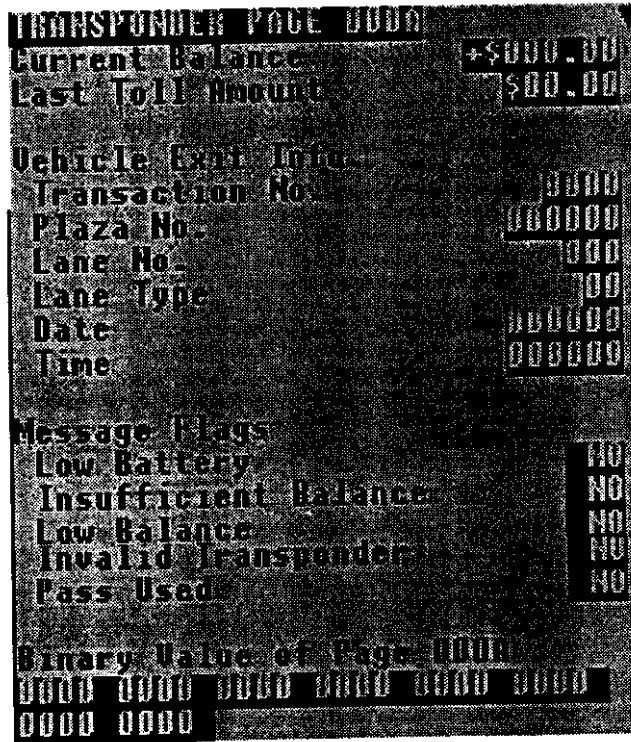 TRANSPONDER PAGE 000A
Current Balance +$000.00
Last Toll Amount $00.00
Vehicle Exit Info.
Transaction No. 0000
Plaza No. 000000
Lane No. 000
Lane Type 00
Date 000000
Time 000000
Message Flags
Low Battery NO
Insufficient Balance NO
Low Balance NO
Invalid Transponder NO
Pass Used NO
Binary Value of Page 000A
0000 0000 0000 0000 0000 0000
0000 0000